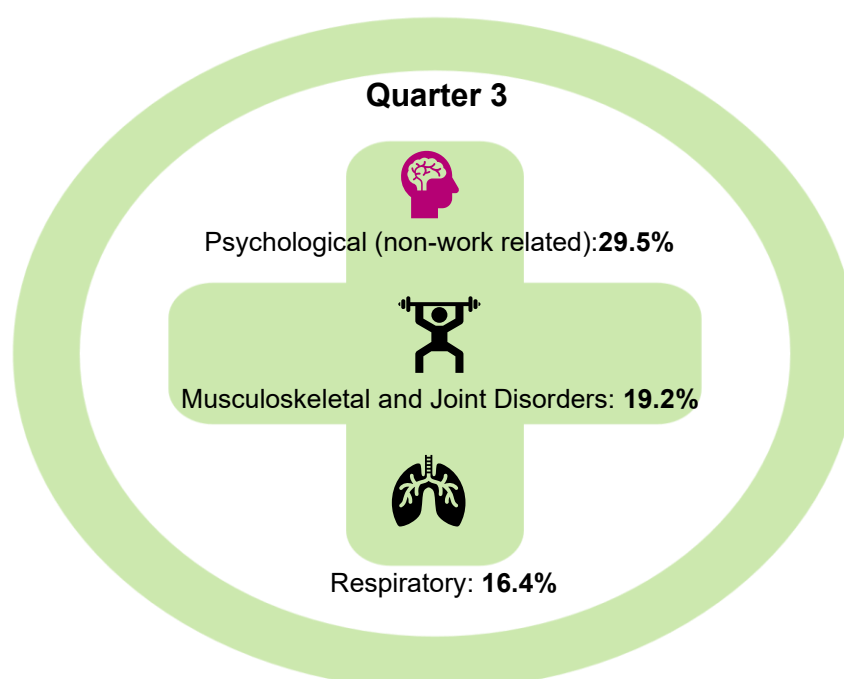 Quarter 3
Psychological (non-work related):29.5%
Musculoskeletal and Joint Disorders: 19.2%
Respiratory: 16.4%